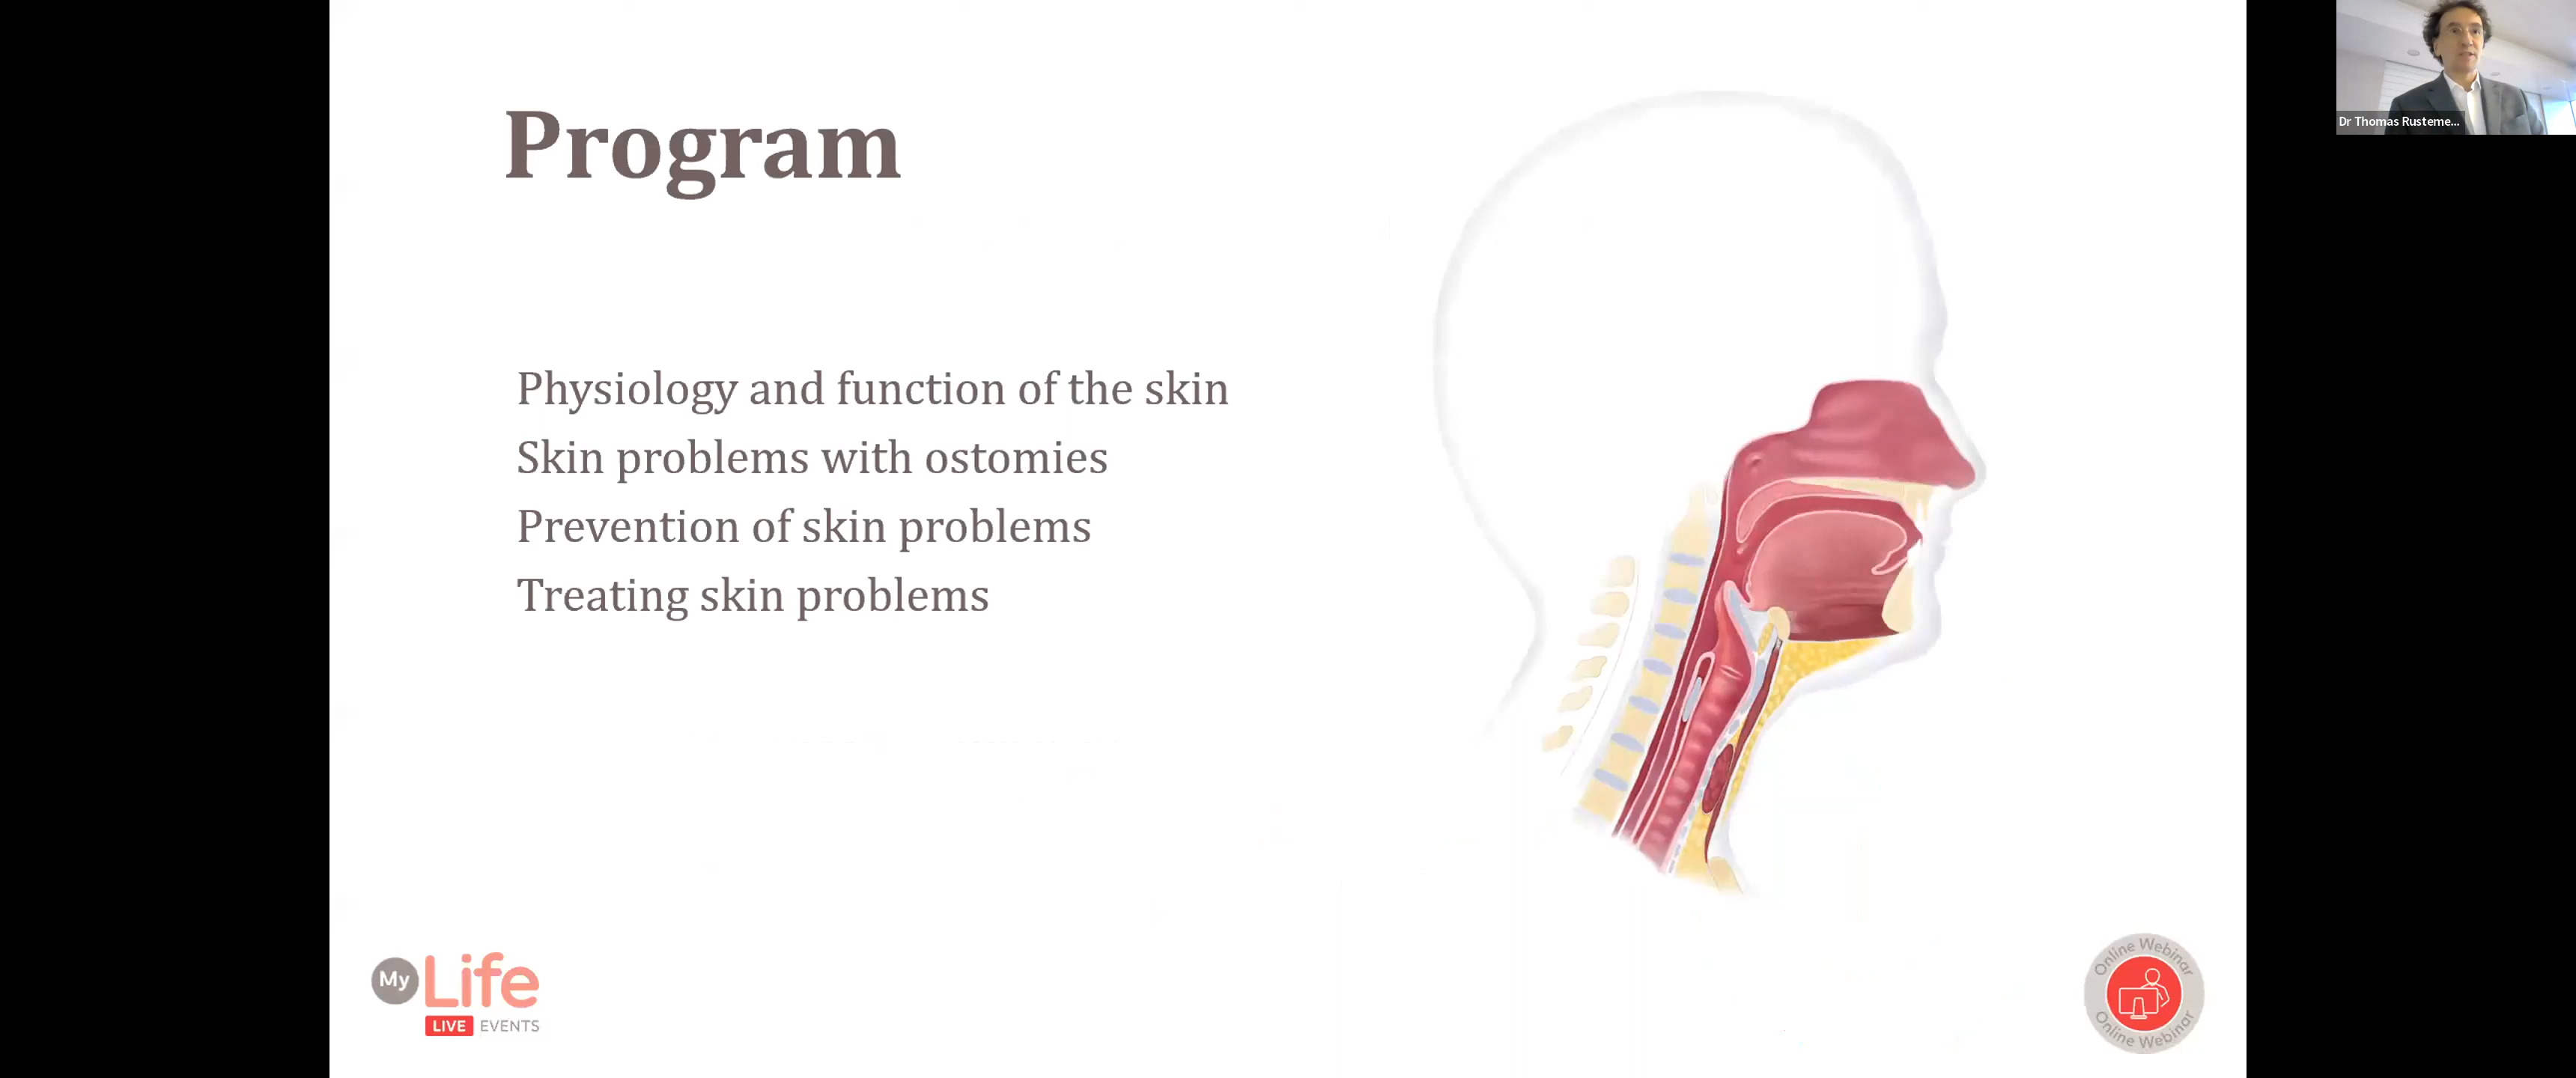 Program
Physiology and function of the skin
Skin problems with ostomies
Prevention of skin problems
Treating skin problems
Dr Thomas Rusteme...
My Life
LIVE EVENTS
Online Webinar
Online Webinar